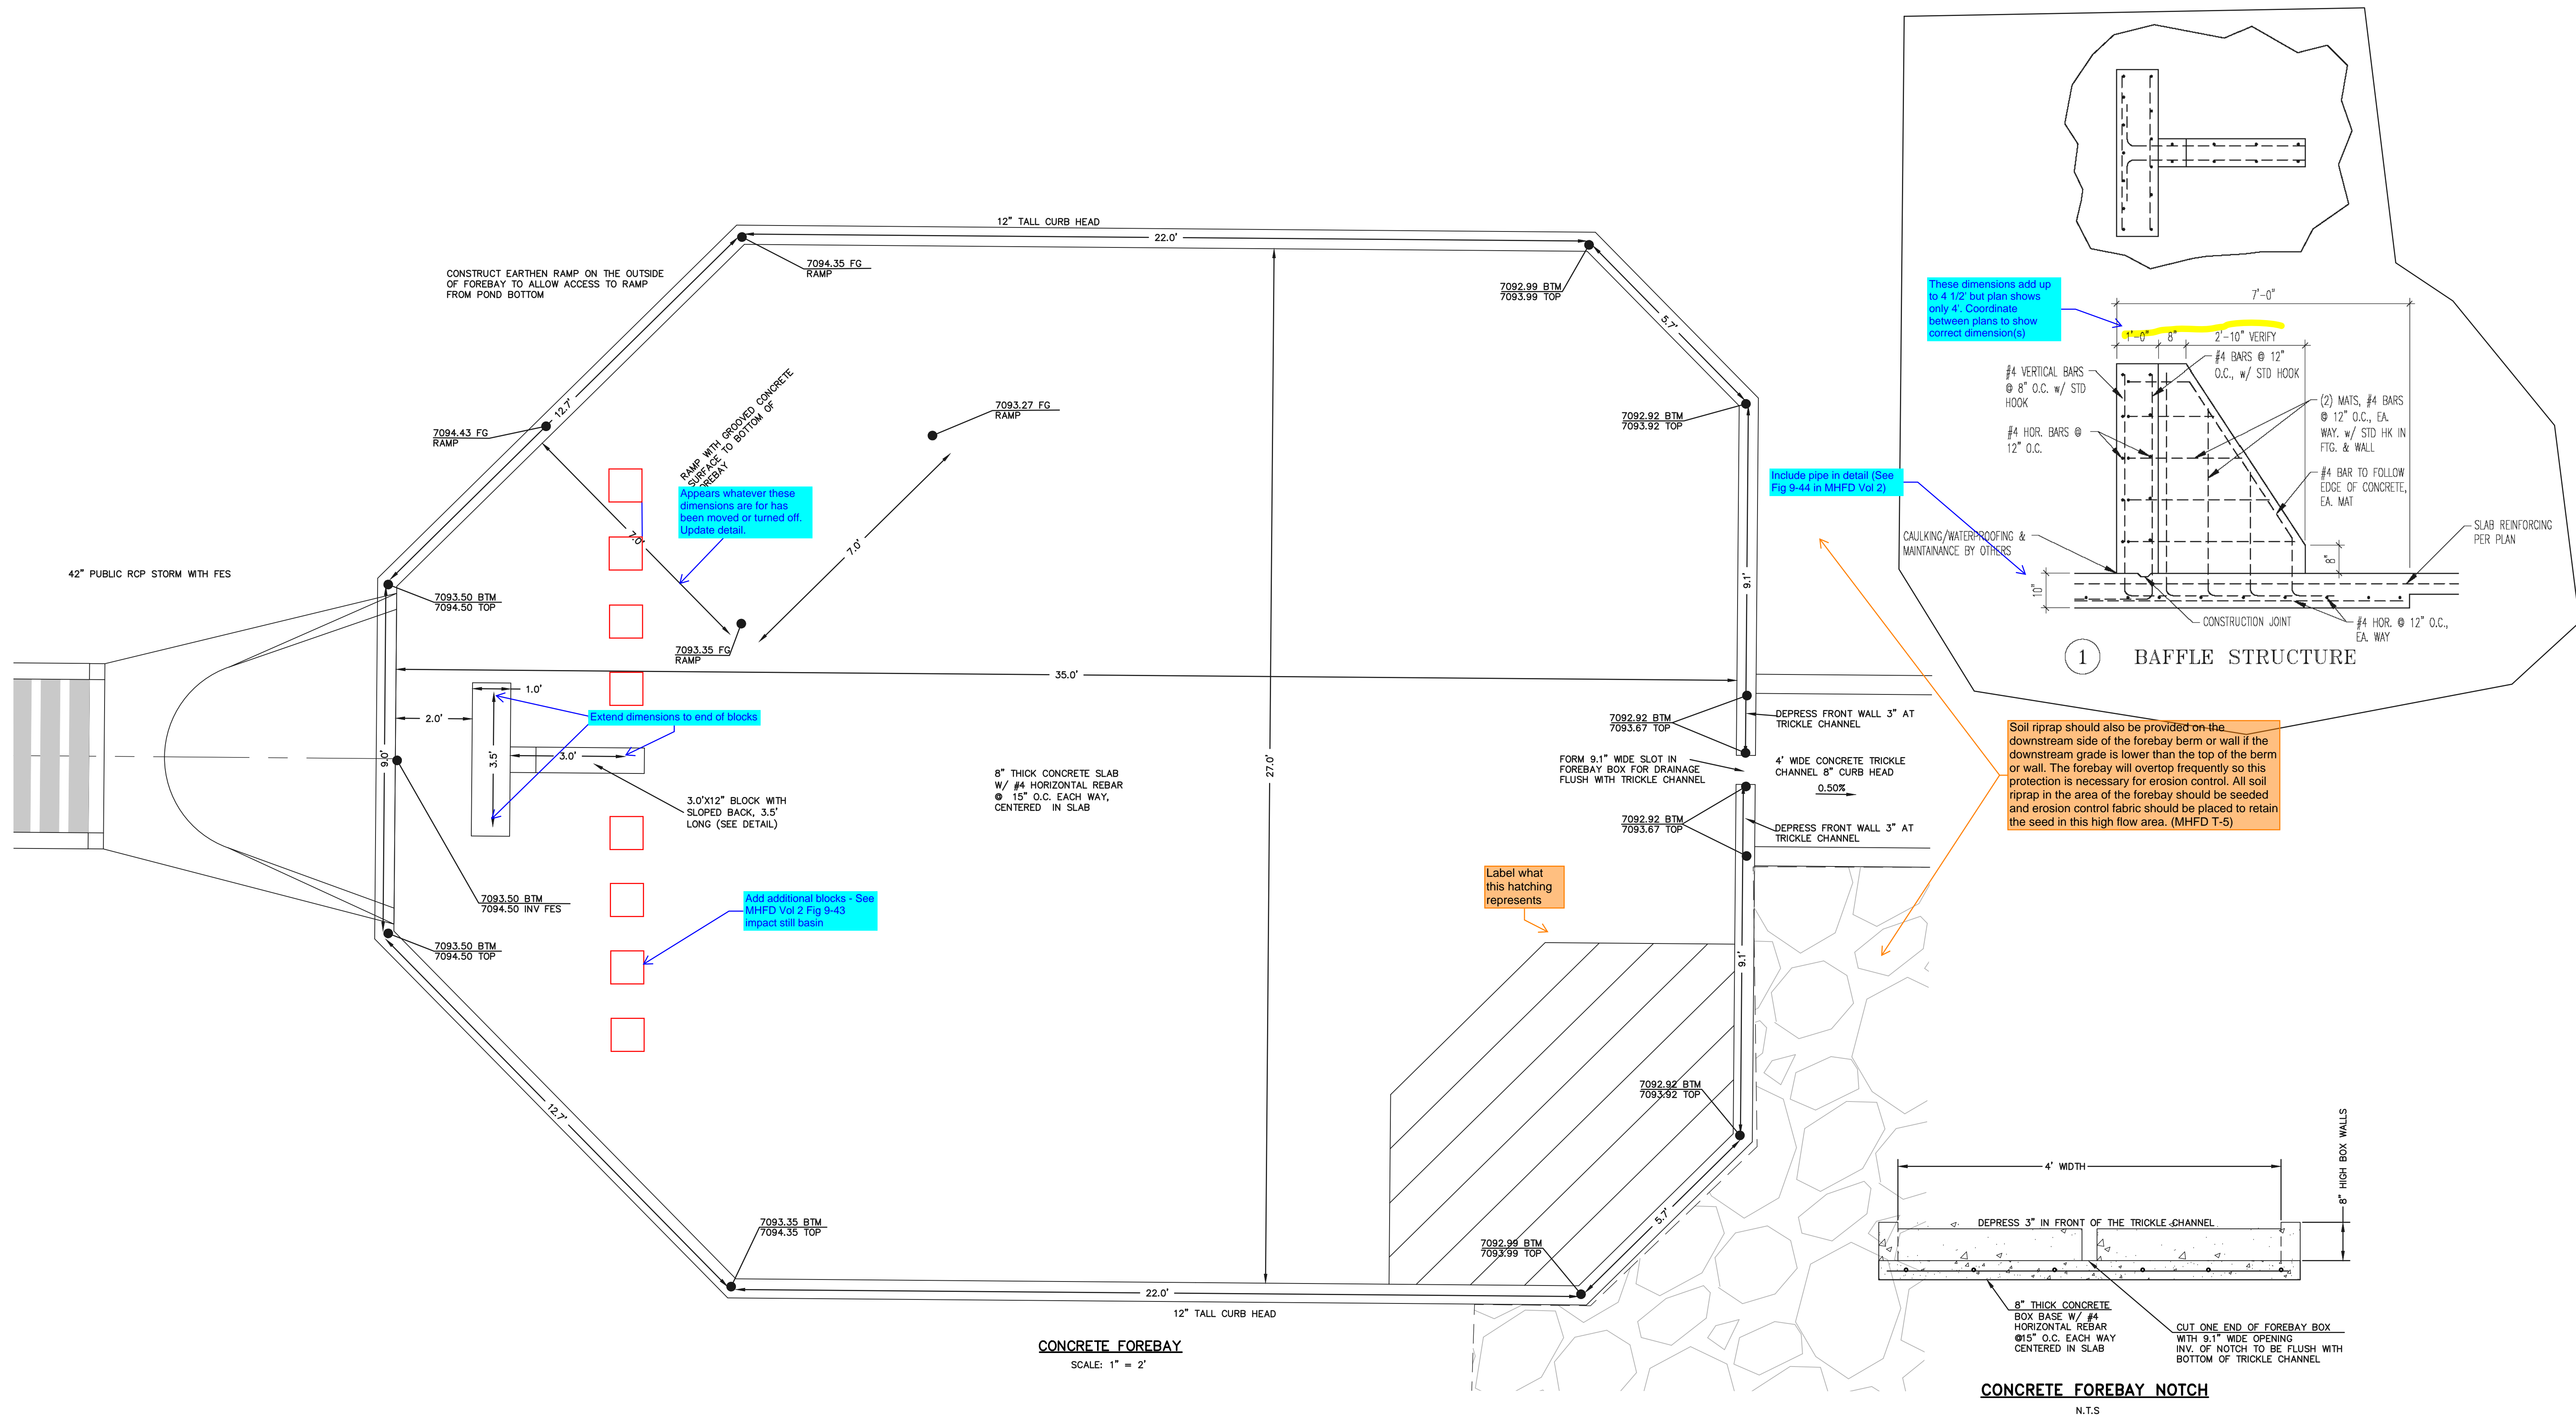 12" TALL CURB HEAD
22.0'
CONSTRUCT EARTHEN RAMP ON THE OUTSIDE
OF FOREBAY TO ALLOW ACCESS TO RAMP
FROM POND BOTTOM
7094.35 FG
RAMP
7092.99 BTM
7093.99 TOP
5.7'
12.7'
7094.43 FG
RAMP
RAMP WITH GROOVED CONCRETE
SURFACE TO BOTTOM OF
FOREBAY
7093.27 FG
RAMP
7092.92 BTM
7093.92 TOP
Appears whatever these
dimensions are for has
been moved or turned off.
Update detail.
7.0'
7.0'
9.1'
42" PUBLIC RCP STORM WITH FES
7093.50 BTM
7094.50 TOP
7093.35 FG
RAMP
35.0'
1.0'
2.0'
Extend dimensions to end of blocks
9.0'
3.5'
3.0'
27.0'
3.0'X12" BLOCK WITH
SLOPED BACK, 3.5'
LONG (SEE DETAIL)
8" THICK CONCRETE SLAB
W/ #4 HORIZONTAL REBAR
@ 15" O.C. EACH WAY,
CENTERED IN SLAB
7092.92 BTM
7093.67 TOP
DEPRESS FRONT WALL 3" AT
TRICKLE CHANNEL
FORM 9.1" WIDE SLOT IN
FOREBAY BOX FOR DRAINAGE
FLUSH WITH TRICKLE CHANNEL
4' WIDE CONCRETE TRICKLE
CHANNEL 8" CURB HEAD
0.50%
7092.92 BTM
7093.67 TOP
DEPRESS FRONT WALL 3" AT
TRICKLE CHANNEL
7093.50 BTM
7094.50 INV FES
7093.50 BTM
7094.50 TOP
Add additional blocks - See
MHFD Vol 2 Fig 9-43
impact still basin
Label what
this hatching
represents
9.1'
12.7'
7092.92 BTM
7093.92 TOP
5.7'
7093.35 BTM
7094.35 TOP
7092.99 BTM
7093.99 TOP
22.0'
12" TALL CURB HEAD
CONCRETE FOREBAY
SCALE: 1" = 2'
These dimensions add up
to 4 1/2' but plan shows
only 4'. Coordinate
between plans to show
correct dimension(s)
7'-0"
1'-0"
8"
2'-10" VERIFY
#4 VERTICAL BARS
@ 8" O.C. w/ STD
HOOK
#4 BARS @ 12"
O.C., w/ STD HOOK
(2) MATS, #4 BARS
@ 12" O.C., EA.
WAY. w/ STD HK IN
FTG. & WALL
#4 HOR. BARS @
12" O.C.
#4 BAR TO FOLLOW
EDGE OF CONCRETE,
EA. MAT
Include pipe in detail (See
Fig 9-44 in MHFD Vol 2)
SLAB REINFORCING
PER PLAN
CAULKING/WATERPROOFING &
MAINTAINANCE BY OTHERS
8"
10"
CONSTRUCTION JOINT
#4 HOR. @ 12" O.C.,
EA. WAY
1
BAFFLE STRUCTURE
Soil riprap should also be provided on the
downstream side of the forebay berm or wall if the
downstream grade is lower than the top of the berm
or wall. The forebay will overtop frequently so this
protection is necessary for erosion control. All soil
riprap in the area of the forebay should be seeded
and erosion control fabric should be placed to retain
the seed in this high flow area. (MHFD T-5)
4' WIDTH
8" HIGH BOX WALLS
DEPRESS 3" IN FRONT OF THE TRICKLE CHANNEL
8" THICK CONCRETE
BOX BASE W/ #4
HORIZONTAL REBAR
@15" O.C. EACH WAY
CENTERED IN SLAB
CUT ONE END OF FOREBAY BOX
WITH 9.1" WIDE OPENING
INV. OF NOTCH TO BE FLUSH WITH
BOTTOM OF TRICKLE CHANNEL
CONCRETE FOREBAY NOTCH
N.T.S